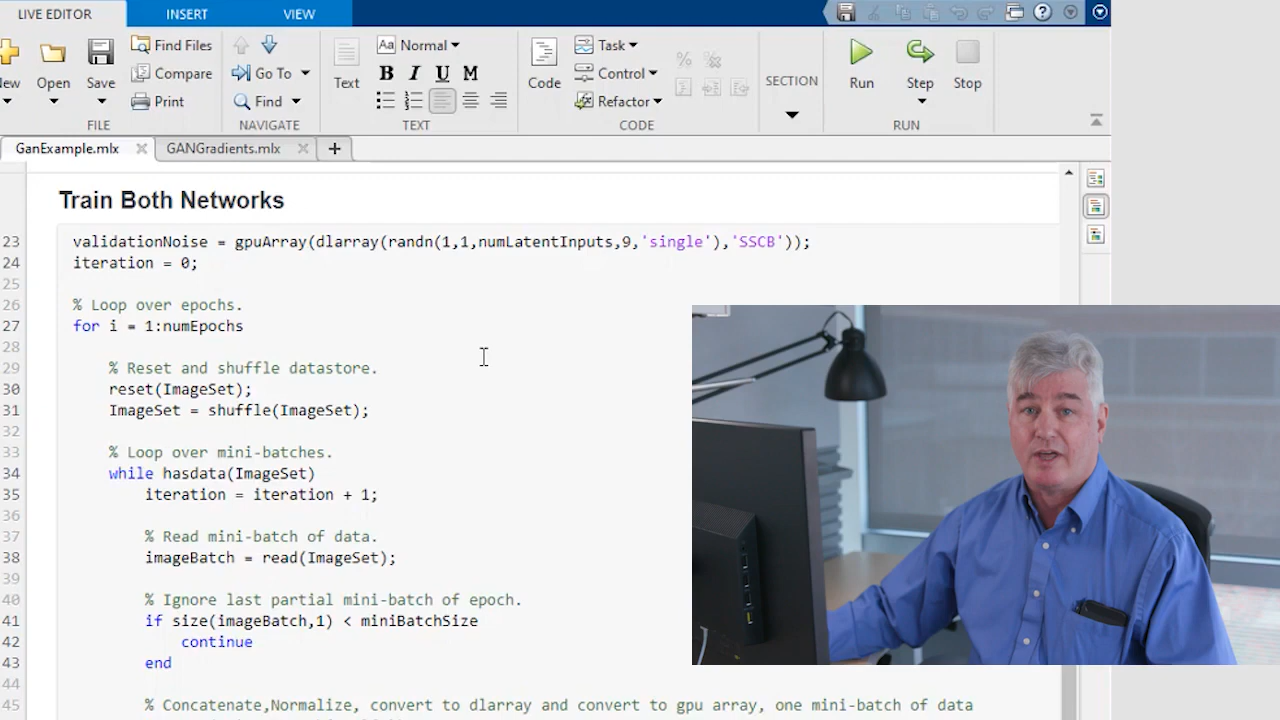 LIVE EDITOR INSERT VIEW
Find Files
Compare
Print
New Open Save
FILE
Go To
Find
NAVIGATE
Text
Aa Normal
B I U M
TEXT
Code
Task
Control
Refactor
CODE
SECTION
Run Step Stop
RUN
GanExample.mlx GANGradients.mlx
Train Both Networks
23 validationNoise = gpuArray(dlarray(randn(1,1,numLatentInputs,9,'single'),'SSCB'));
24 iteration = 0;
25
26 % Loop over epochs.
27 for i = 1:numEpochs
28
29 % Reset and shuffle datastore.
30 reset(ImageSet);
31 ImageSet = shuffle(ImageSet);
32
33 % Loop over mini-batches.
34 while hasdata(ImageSet)
35 iteration = iteration + 1;
36
37 % Read mini-batch of data.
38 imageBatch = read(ImageSet);
39
40 % Ignore last partial mini-batch of epoch.
41 if size(imageBatch,1) < miniBatchSize
42 continue
43 end
44
45 % Concatenate,Normalize, convert to dlarray and convert to gpu array, one mini-batch of data